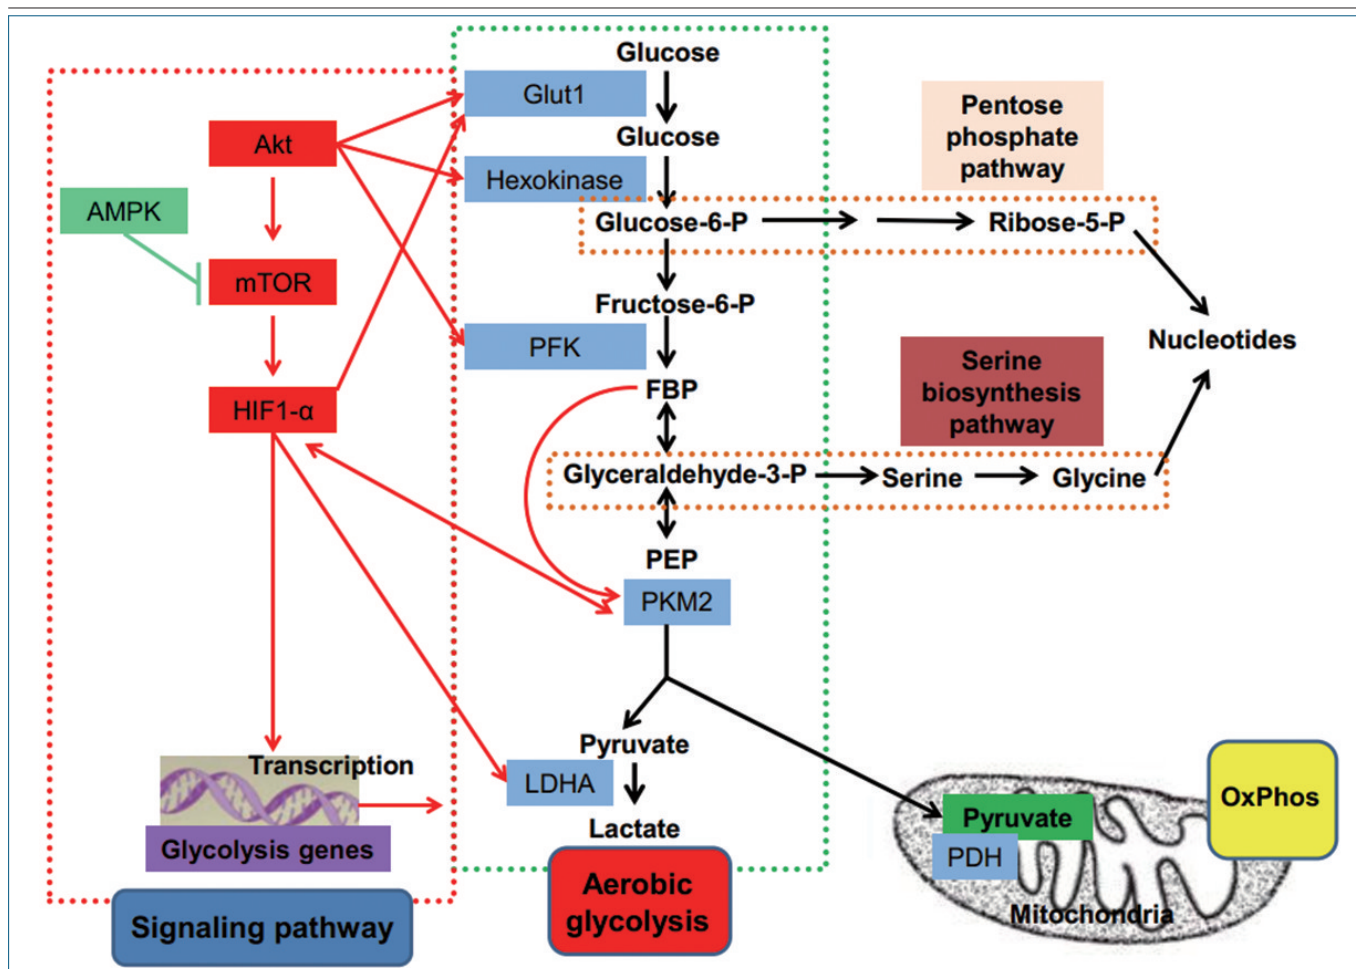 Glucose
Glut1
Pentose
phosphate
pathway
Akt
Glucose
Hexokinase
AMPK
Glucose-6-P
Ribose-5-P
mTOR
Fructose-6-P
PFK
Nucleotides
Serine
biosynthesis
pathway
FBP
HIF1-α
Glyceraldehyde-3-P
Serine
Glycine
PEP
PKM2
Pyruvate
Transcription
LDHA
OxPhos
Pyruvate
Lactate
Glycolysis genes
PDH
Aerobic
glycolysis
Mitochondria
Signaling pathway